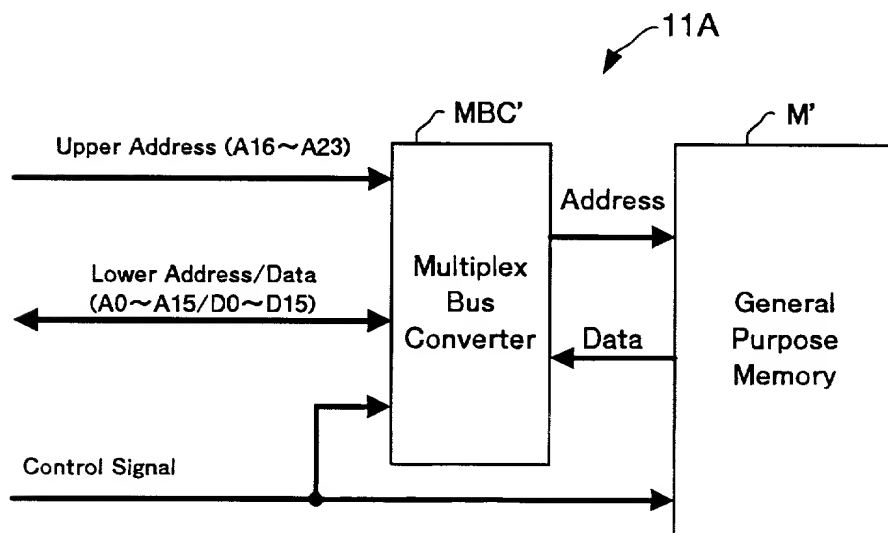 11A
MBC'
M'
Upper Address (A16～A23)
Address
Lower Address/Data
(A0～A15/D0～D15)
Multiplex
Bus
Converter
General
Purpose
Memory
Data
Control Signal